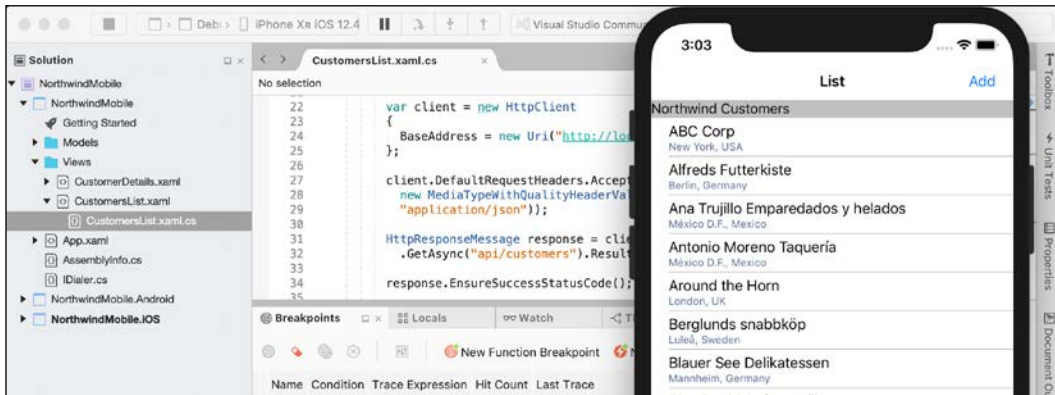 Debi > iPhone XR iOS 12.4
Visual Studio Commu
Solution
NorthwindMobile
NorthwindMobile
Getting Started
Models
Views
CustomerDetails.xaml
CustomersList.xaml
CustomersList.xaml.cs
App.xaml
AssemblyInfo.cs
IDialer.cs
NorthwindMobile.Android
NorthwindMobile.iOS
CustomersList.xaml.cs
No selection
22 var client = new HttpClient
23 {
24 BaseAddress = new Uri("http://loc
25 };
26
27 client.DefaultRequestHeaders.Accept
28 new MediaTypeWithQualityHeaderVal
29 "application/json"));
30
31 HttpResponseMessage response = clie
32 .GetAsync("api/customers").Result
33
34 response.EnsureSuccessStatusCode();
35
Breakpoints
Locals
Watch
New Function Breakpoint
Name Condition Trace Expression Hit Count Last Trace
3:03
List
Add
Northwind Customers
ABC Corp
New York, USA
Alfreds Futterkiste
Berlin, Germany
Ana Trujillo Emparedados y helados
México D.F., Mexico
Antonio Moreno Taquería
México D.F., Mexico
Around the Horn
London, UK
Berglunds snabbköp
Luleå, Sweden
Blauer See Delikatessen
Mannheim, Germany
Toolbox
Unit Tests
Properties
Document Ou